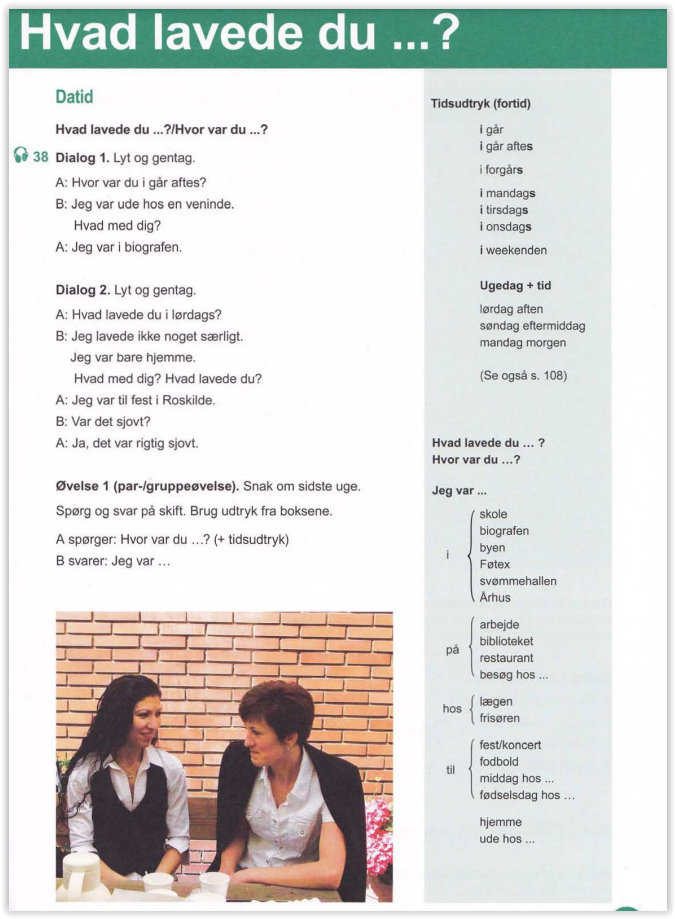 Hvad lavede du ...?
Datid
Hvad lavede du ...?/Hvor var du ...?
38 Dialog 1. Lyt og gentag.
A: Hvor var du i går aftes?
B: Jeg var ude hos en veninde.
Hvad med dig?
A: Jeg var i biografen.
Dialog 2. Lyt og gentag.
A: Hvad lavede du i lørdags?
B: Jeg lavede ikke noget særligt.
Jeg var bare hjemme.
Hvad med dig? Hvad lavede du?
A: Jeg var til fest i Roskilde.
B: Var det sjovt?
A: Ja, det var rigtig sjovt.
Øvelse 1 (par-/gruppeøvelse). Snak om sidste uge.
Spørg og svar på skift. Brug udtryk fra boksene.
A spørger: Hvor var du ...? (+ tidsudtryk)
B svarer: Jeg var ...
Tidsudtryk (fortid)
i går
i går aftes
i forgårs
i mandags
i tirsdags
i onsdags
i weekenden
Ugedag + tid
lørdag aften
søndag eftermiddag
mandag morgen
(Se også s. 108)
Hvad lavede du ... ?
Hvor var du ...?
Jeg var ...
i
skole
biografen
byen
Føtex
svømmehallen
Århus
på
arbejde
biblioteket
restaurant
besøg hos ...
hos
lægen
frisøren
til
fest/koncert
fodbold
middag hos ...
fødselsdag hos ...
hjemme
ude hos ...